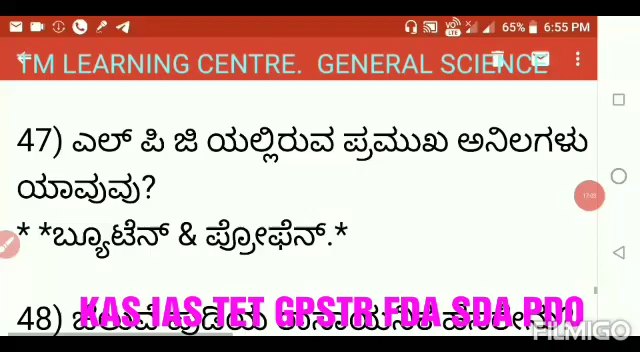 65% 6:55 PM
TM LEARNING CENTRE. GENERAL SCIENCE
47) ಎಲ್ ಪಿ ಜಿ ಯಲ್ಲಿರುವ ಪ್ರಮುಖ ಅನಿಲಗಳು
ಯಾವುವು?
* *ಬ್ಯೂಟೆನ್ & ಪ್ರೋಫೆನ್.*
48)
KAS IAS TET GPSTR FDA SDA PDO
FILMIGO